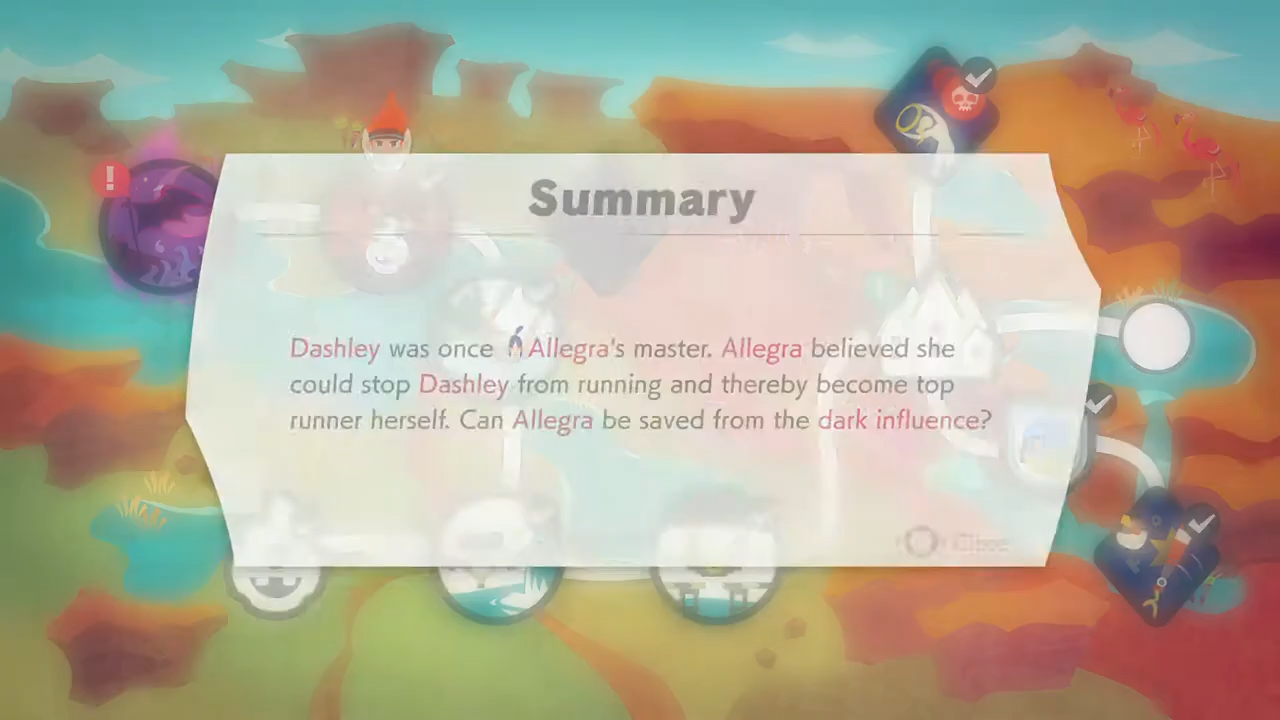 Summary
Dashley was once Allegra's master. Allegra believed she
could stop Dashley from running and thereby become top
runner herself. Can Allegra be saved from the dark influence?
Close